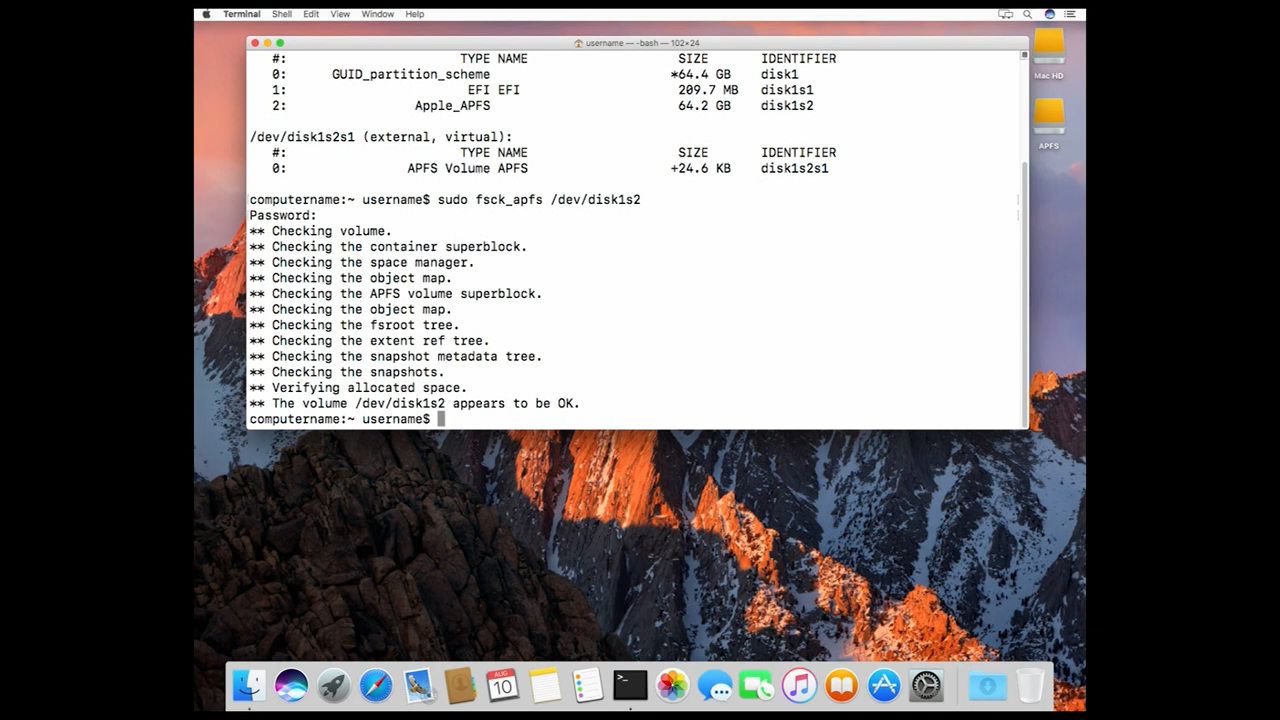 Terminal Shell Edit View Window Help
username — -bash — 102×24
#: TYPE NAME SIZE IDENTIFIER
0: GUID_partition_scheme *64.4 GB disk1
1: EFI EFI 209.7 MB disk1s1
2: Apple_APFS 64.2 GB disk1s2
/dev/disk1s2s1 (external, virtual):
#: TYPE NAME SIZE IDENTIFIER
0: APFS Volume APFS +24.6 KB disk1s2s1
computername:~ username$ sudo fsck_apfs /dev/disk1s2
Password:
** Checking volume.
** Checking the container superblock.
** Checking the space manager.
** Checking the object map.
** Checking the APFS volume superblock.
** Checking the object map.
** Checking the fsroot tree.
** Checking the extent ref tree.
** Checking the snapshot metadata tree.
** Checking the snapshots.
** Verifying allocated space.
** The volume /dev/disk1s2 appears to be OK.
computername:~ username$
Mac HD
APFS
AUG
10
>_